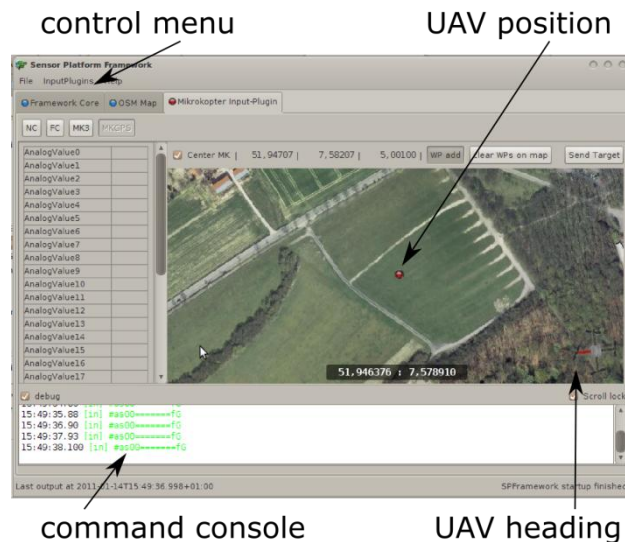 control menu
UAV position
Sensor Platform Framework
File InputPlugins
Framework Core OSM Map Mikrokopter Input-Plugin
NC FC MK3 MKGPS
Center MK | 51,94707 | 7,58207 | 5,00100 | WP add Clear WPs on map Send Target
AnalogValue0
AnalogValue1
AnalogValue2
AnalogValue3
AnalogValue4
AnalogValue5
AnalogValue6
AnalogValue7
AnalogValue8
AnalogValue9
AnalogValue10
AnalogValue11
AnalogValue12
AnalogValue13
AnalogValue14
AnalogValue15
AnalogValue16
AnalogValue17
51,946376 : 7,578910
debug
Scroll lock
15:49:35.88 [in] #as00=======fG
15:49:36.90 [in] #as00=======fG
15:49:37.93 [in] #as00=======fG
15:49:38.100 [in] #as00=======fG
Last output at 2011-01-14T15:49:36.998+01:00
SPFramework startup finished
command console
UAV heading